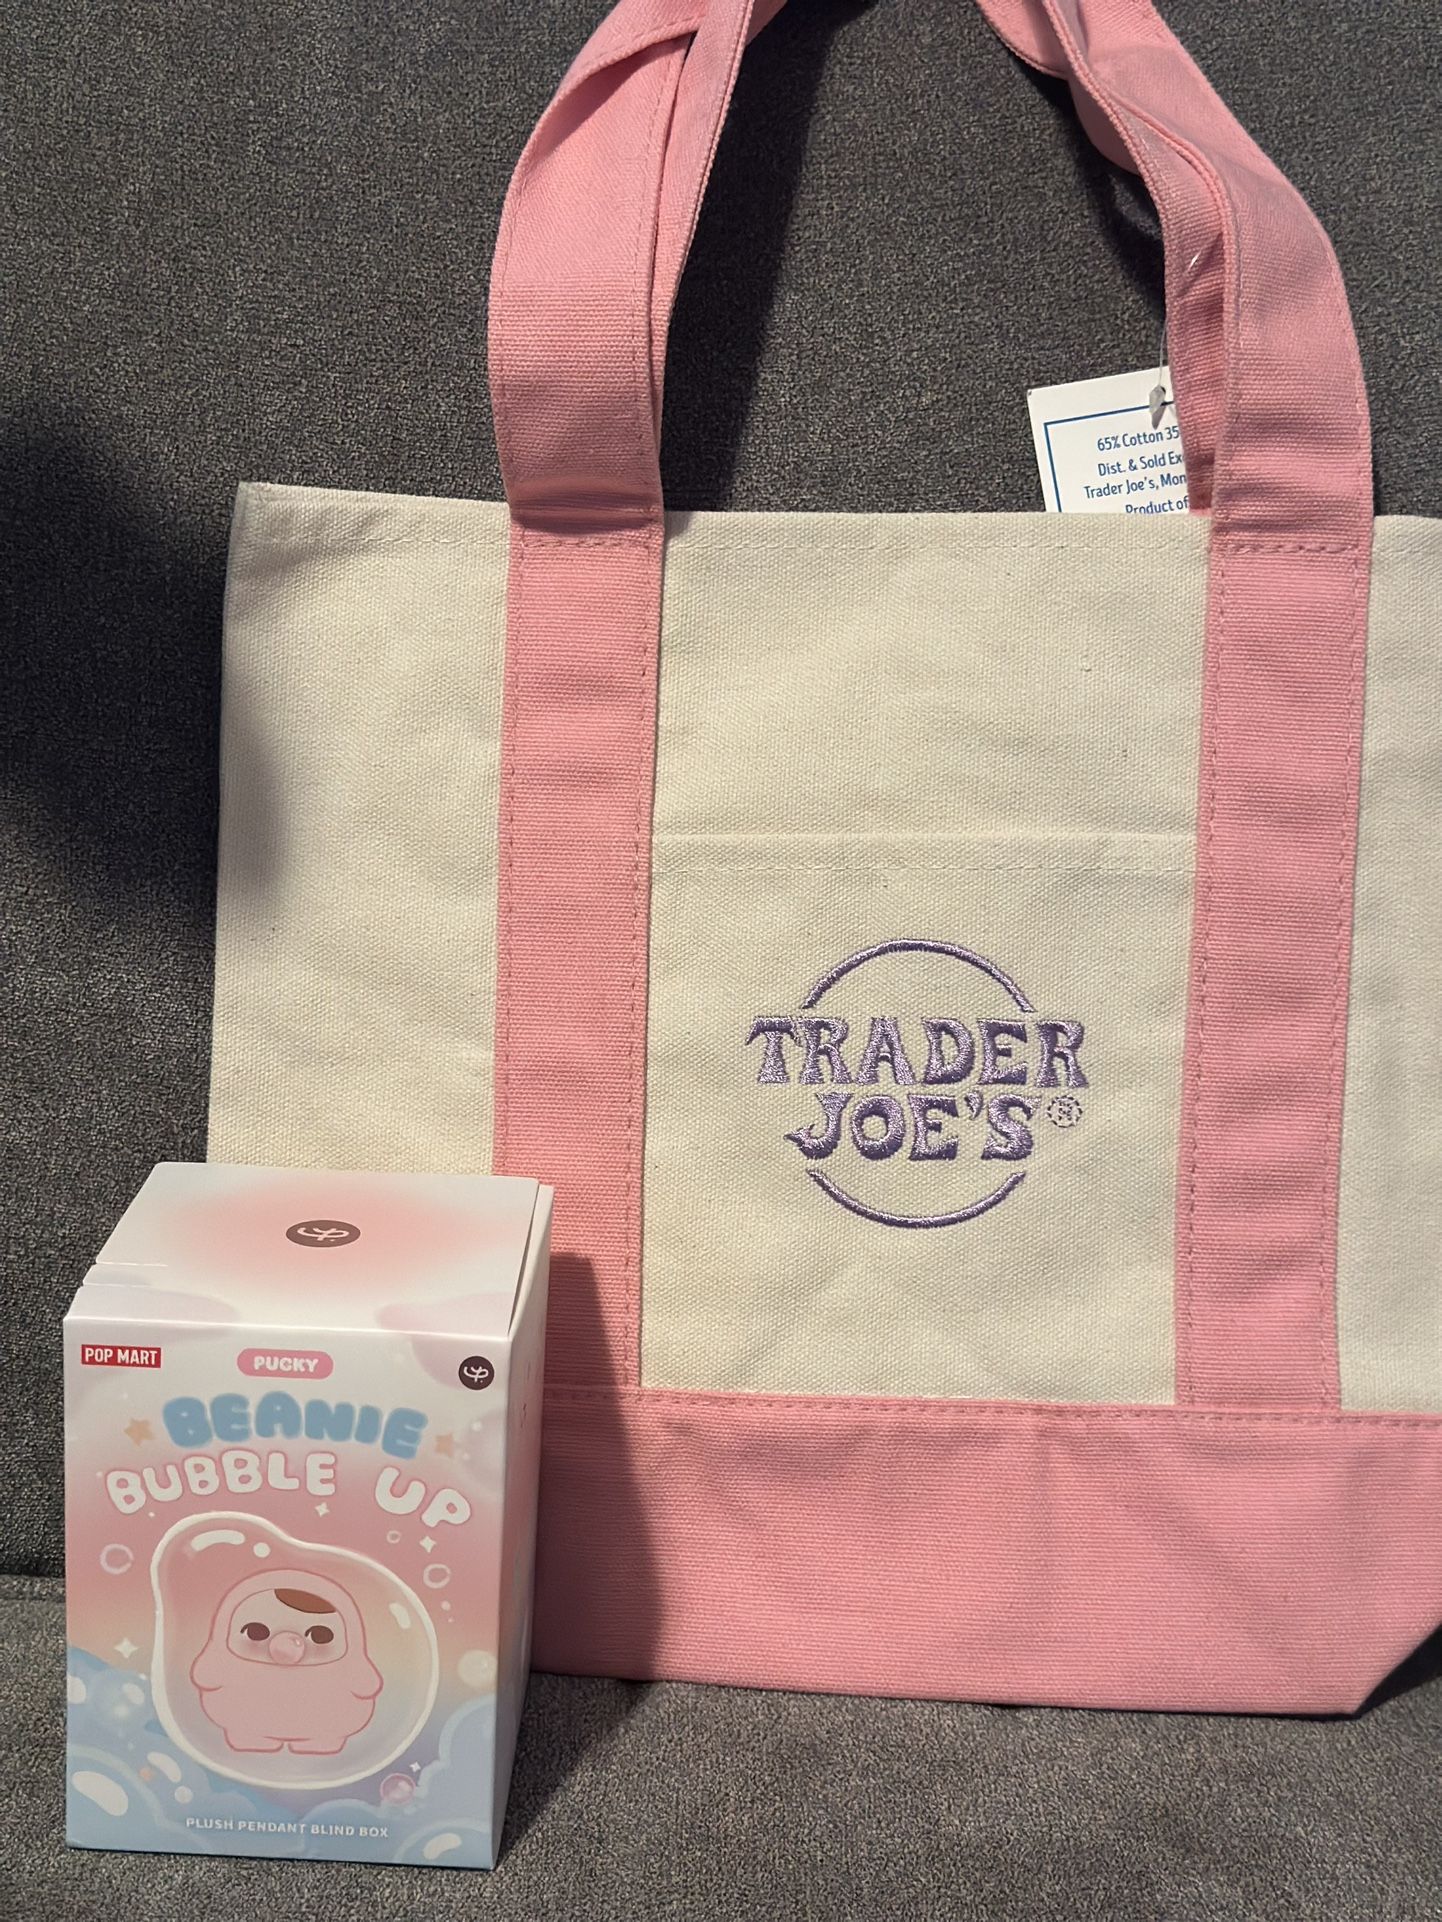 65% Cotton 35
Dist. & Sold Ex
Trader Joe's, Mon
Product of
TRADER
JOE'S®
POP MART
PUCKY
BEANIE
BUBBLE UP
PLUSH PENDANT BLIND BOX